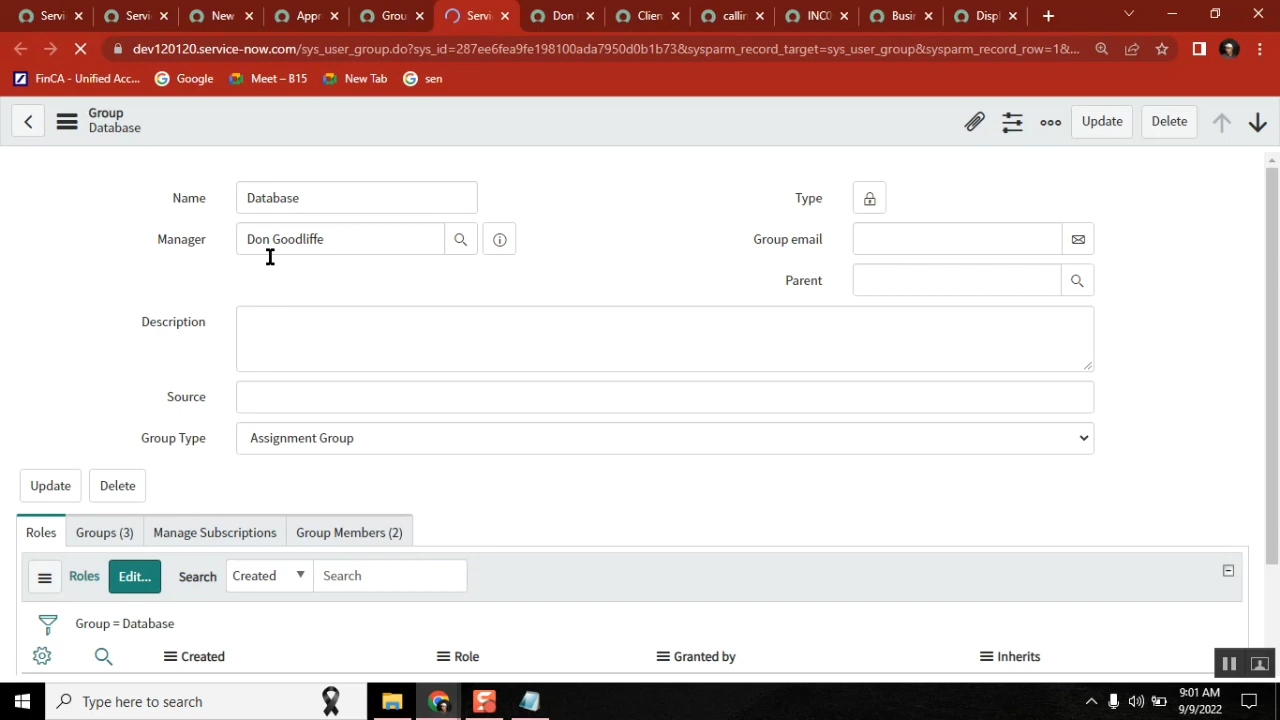 Servi New Appr Grou Servi Don Clien callin INC0 Busi Displ
dev120120.service-now.com/sys_user_group.do?sys_id=287ee6fea9fe198100ada7950d0b1b73&sysparm_record_target=sys_user_group&sysparm_record_row=1&...
FinCA - Unified Acc... Google Meet – B15 New Tab sen
Group
Database
Update Delete
Name Database Type
Manager Don Goodliffe Group email
Parent
Description
Source
Group Type Assignment Group
Update Delete
Roles Groups (3) Manage Subscriptions Group Members (2)
Roles Edit... Search Created Search
Group = Database
Created Role Granted by Inherits
Type here to search
9:01 AM
9/9/2022